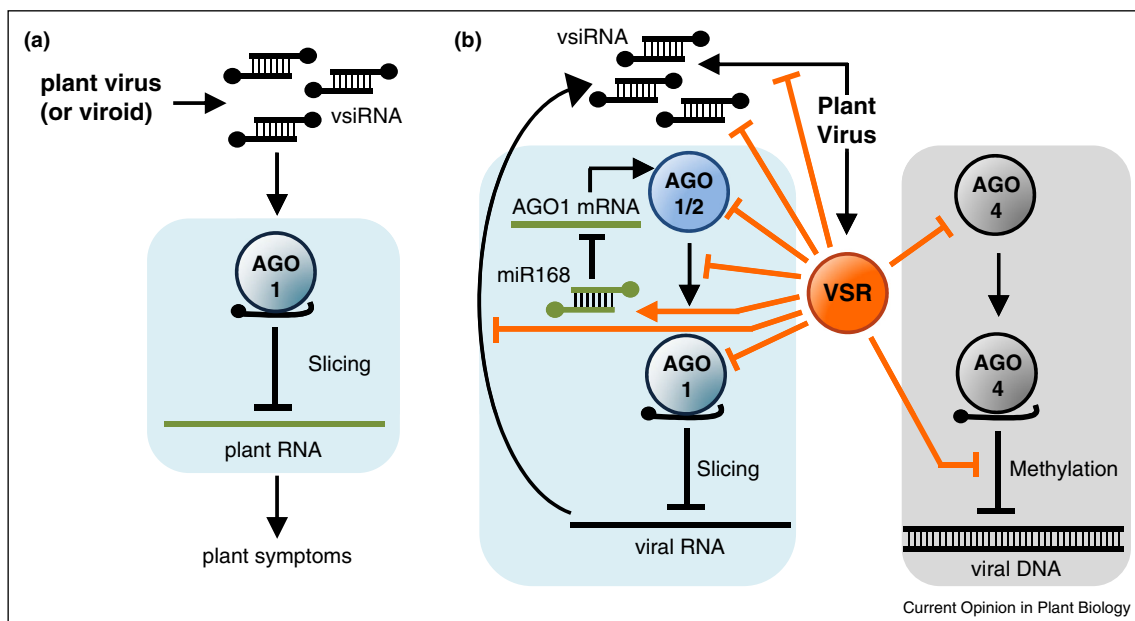 (a)
plant virus
(or viroid)
vsiRNA
AGO
1
Slicing
plant RNA
plant symptoms
(b)
vsiRNA
Plant
Virus
AGO
1/2
AGO1 mRNA
miR168
VSR
AGO
1
Slicing
viral RNA
AGO
4
AGO
4
Methylation
viral DNA
Current Opinion in Plant Biology